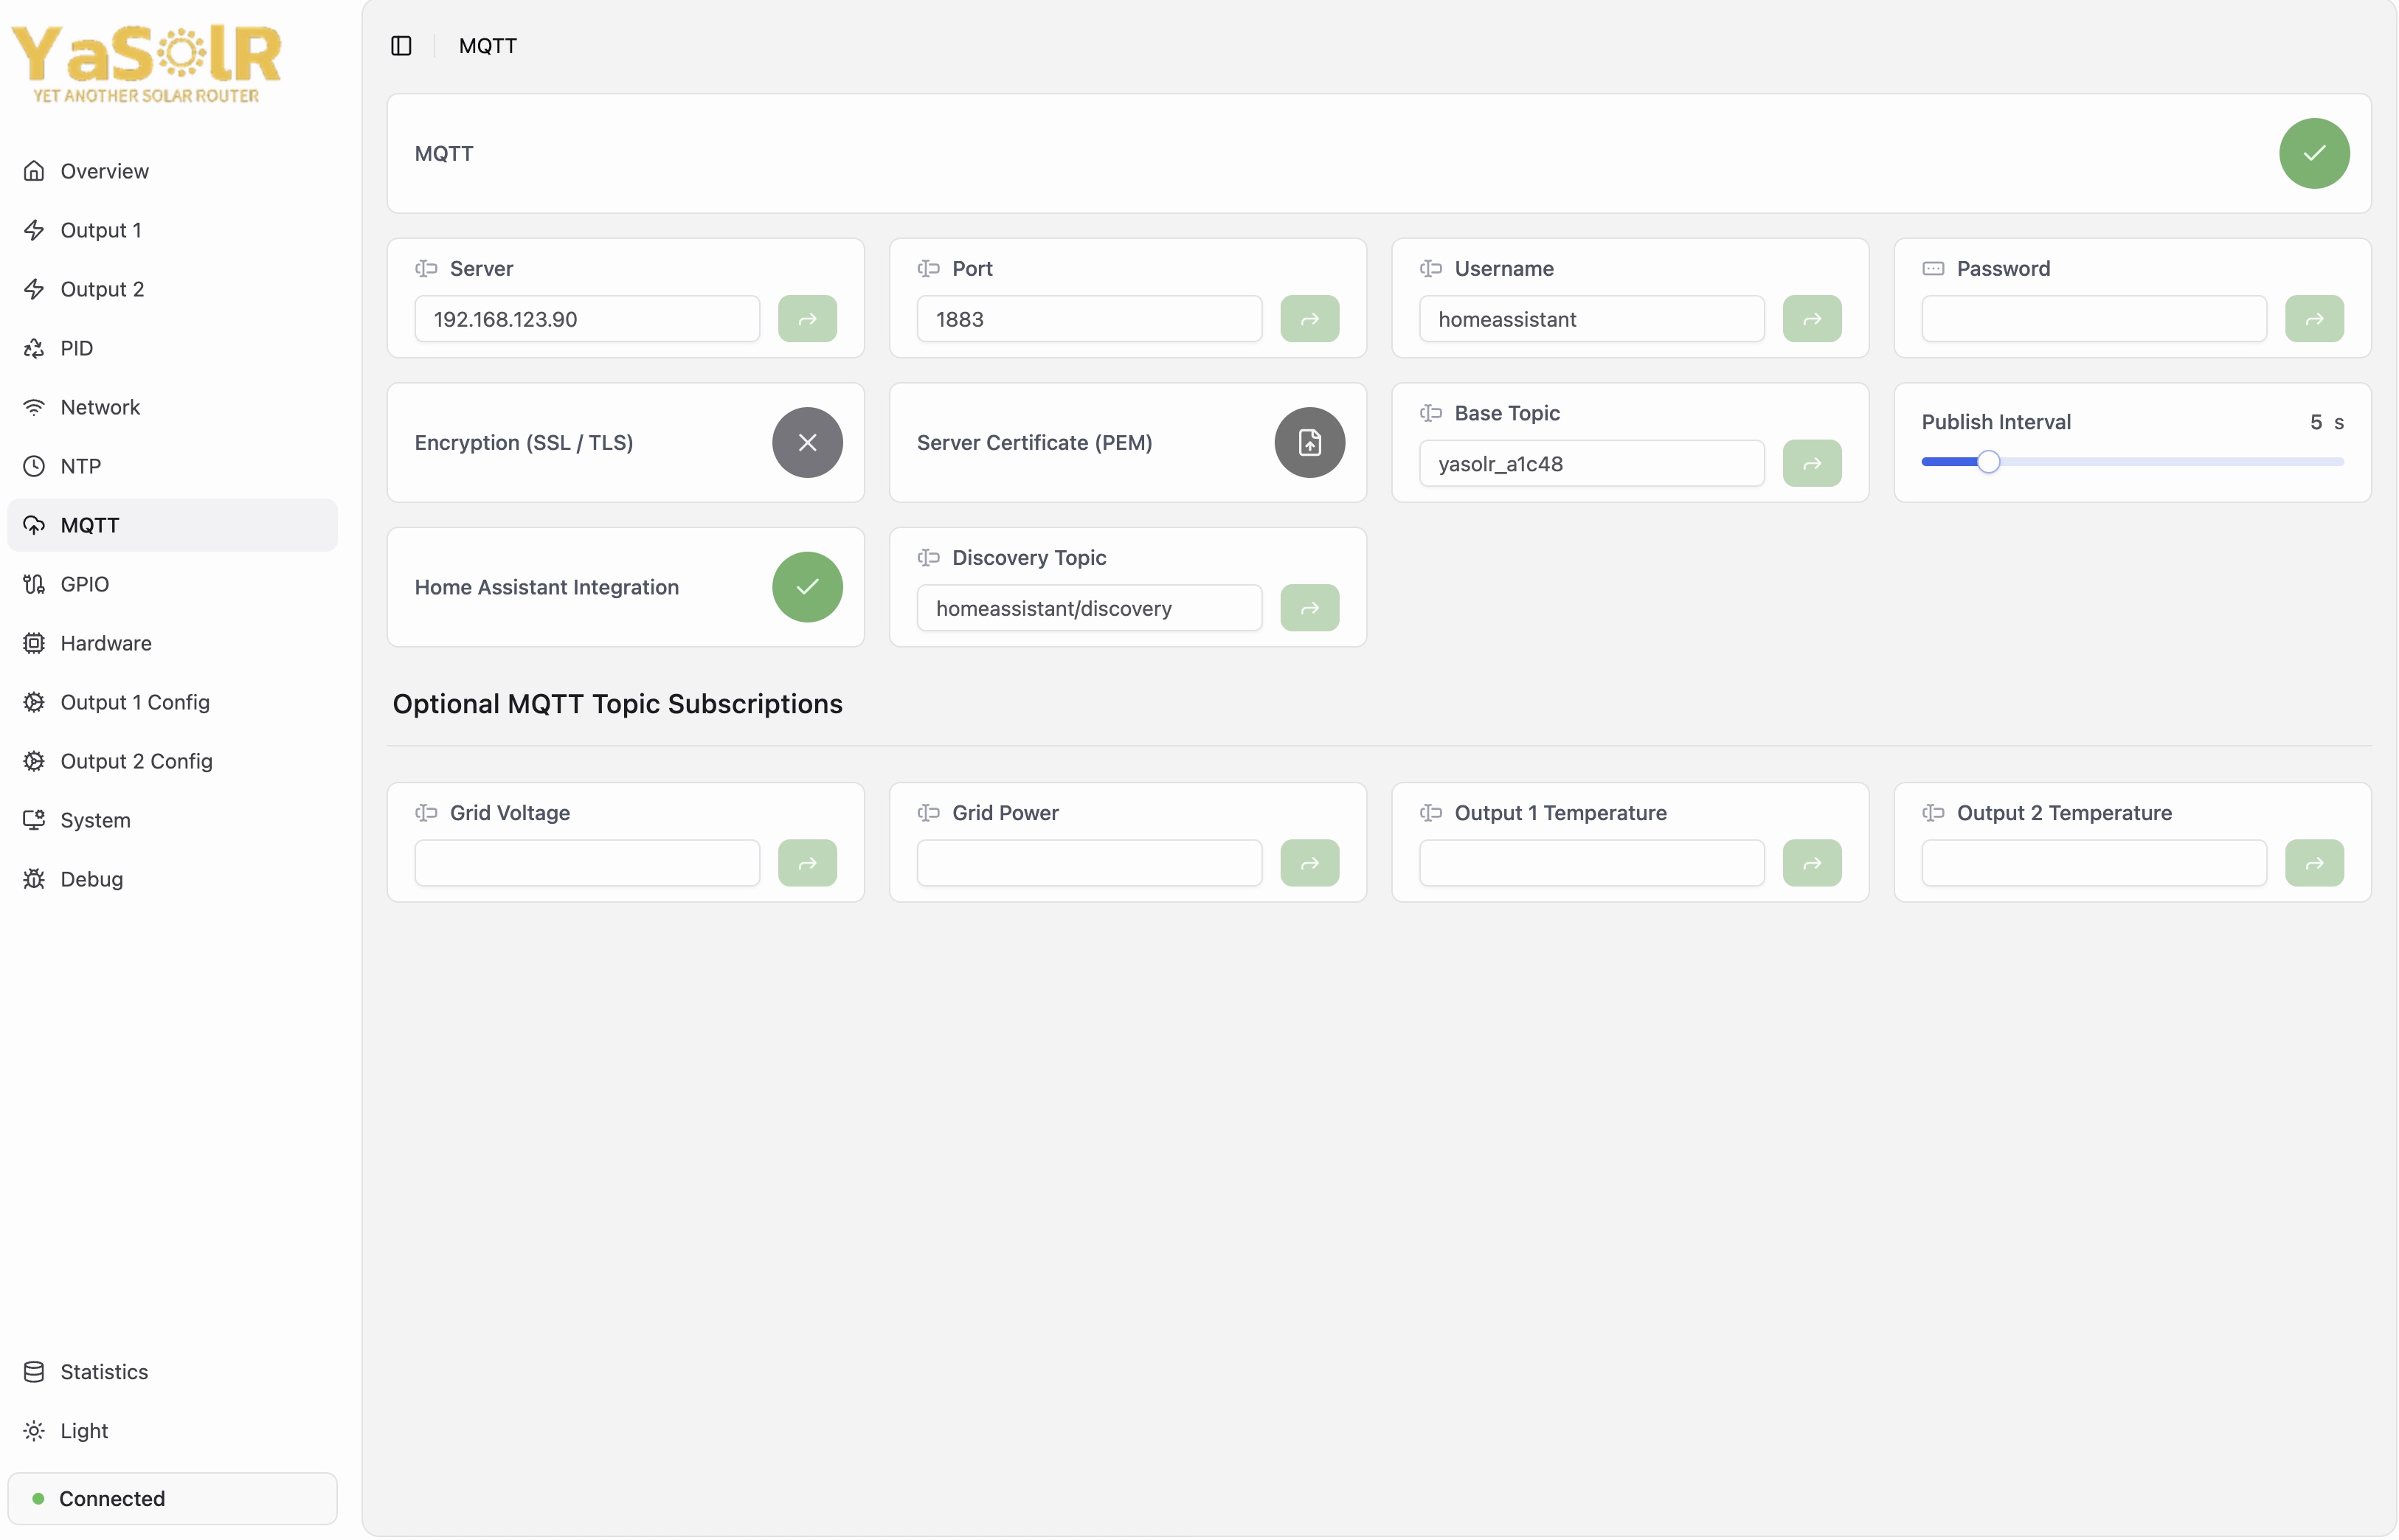 YaSolR
YET ANOTHER SOLAR ROUTER
Overview
Output 1
Output 2
PID
Network
NTP
MQTT
GPIO
Hardware
Output 1 Config
Output 2 Config
System
Debug
Statistics
Light
Connected
MQTT
MQTT
Server
192.168.123.90
Port
1883
Username
homeassistant
Password
Encryption (SSL / TLS)
Server Certificate (PEM)
Base Topic
yasolr_a1c48
Publish Interval 5 s
Home Assistant Integration
Discovery Topic
homeassistant/discovery
Optional MQTT Topic Subscriptions
Grid Voltage
Grid Power
Output 1 Temperature
Output 2 Temperature